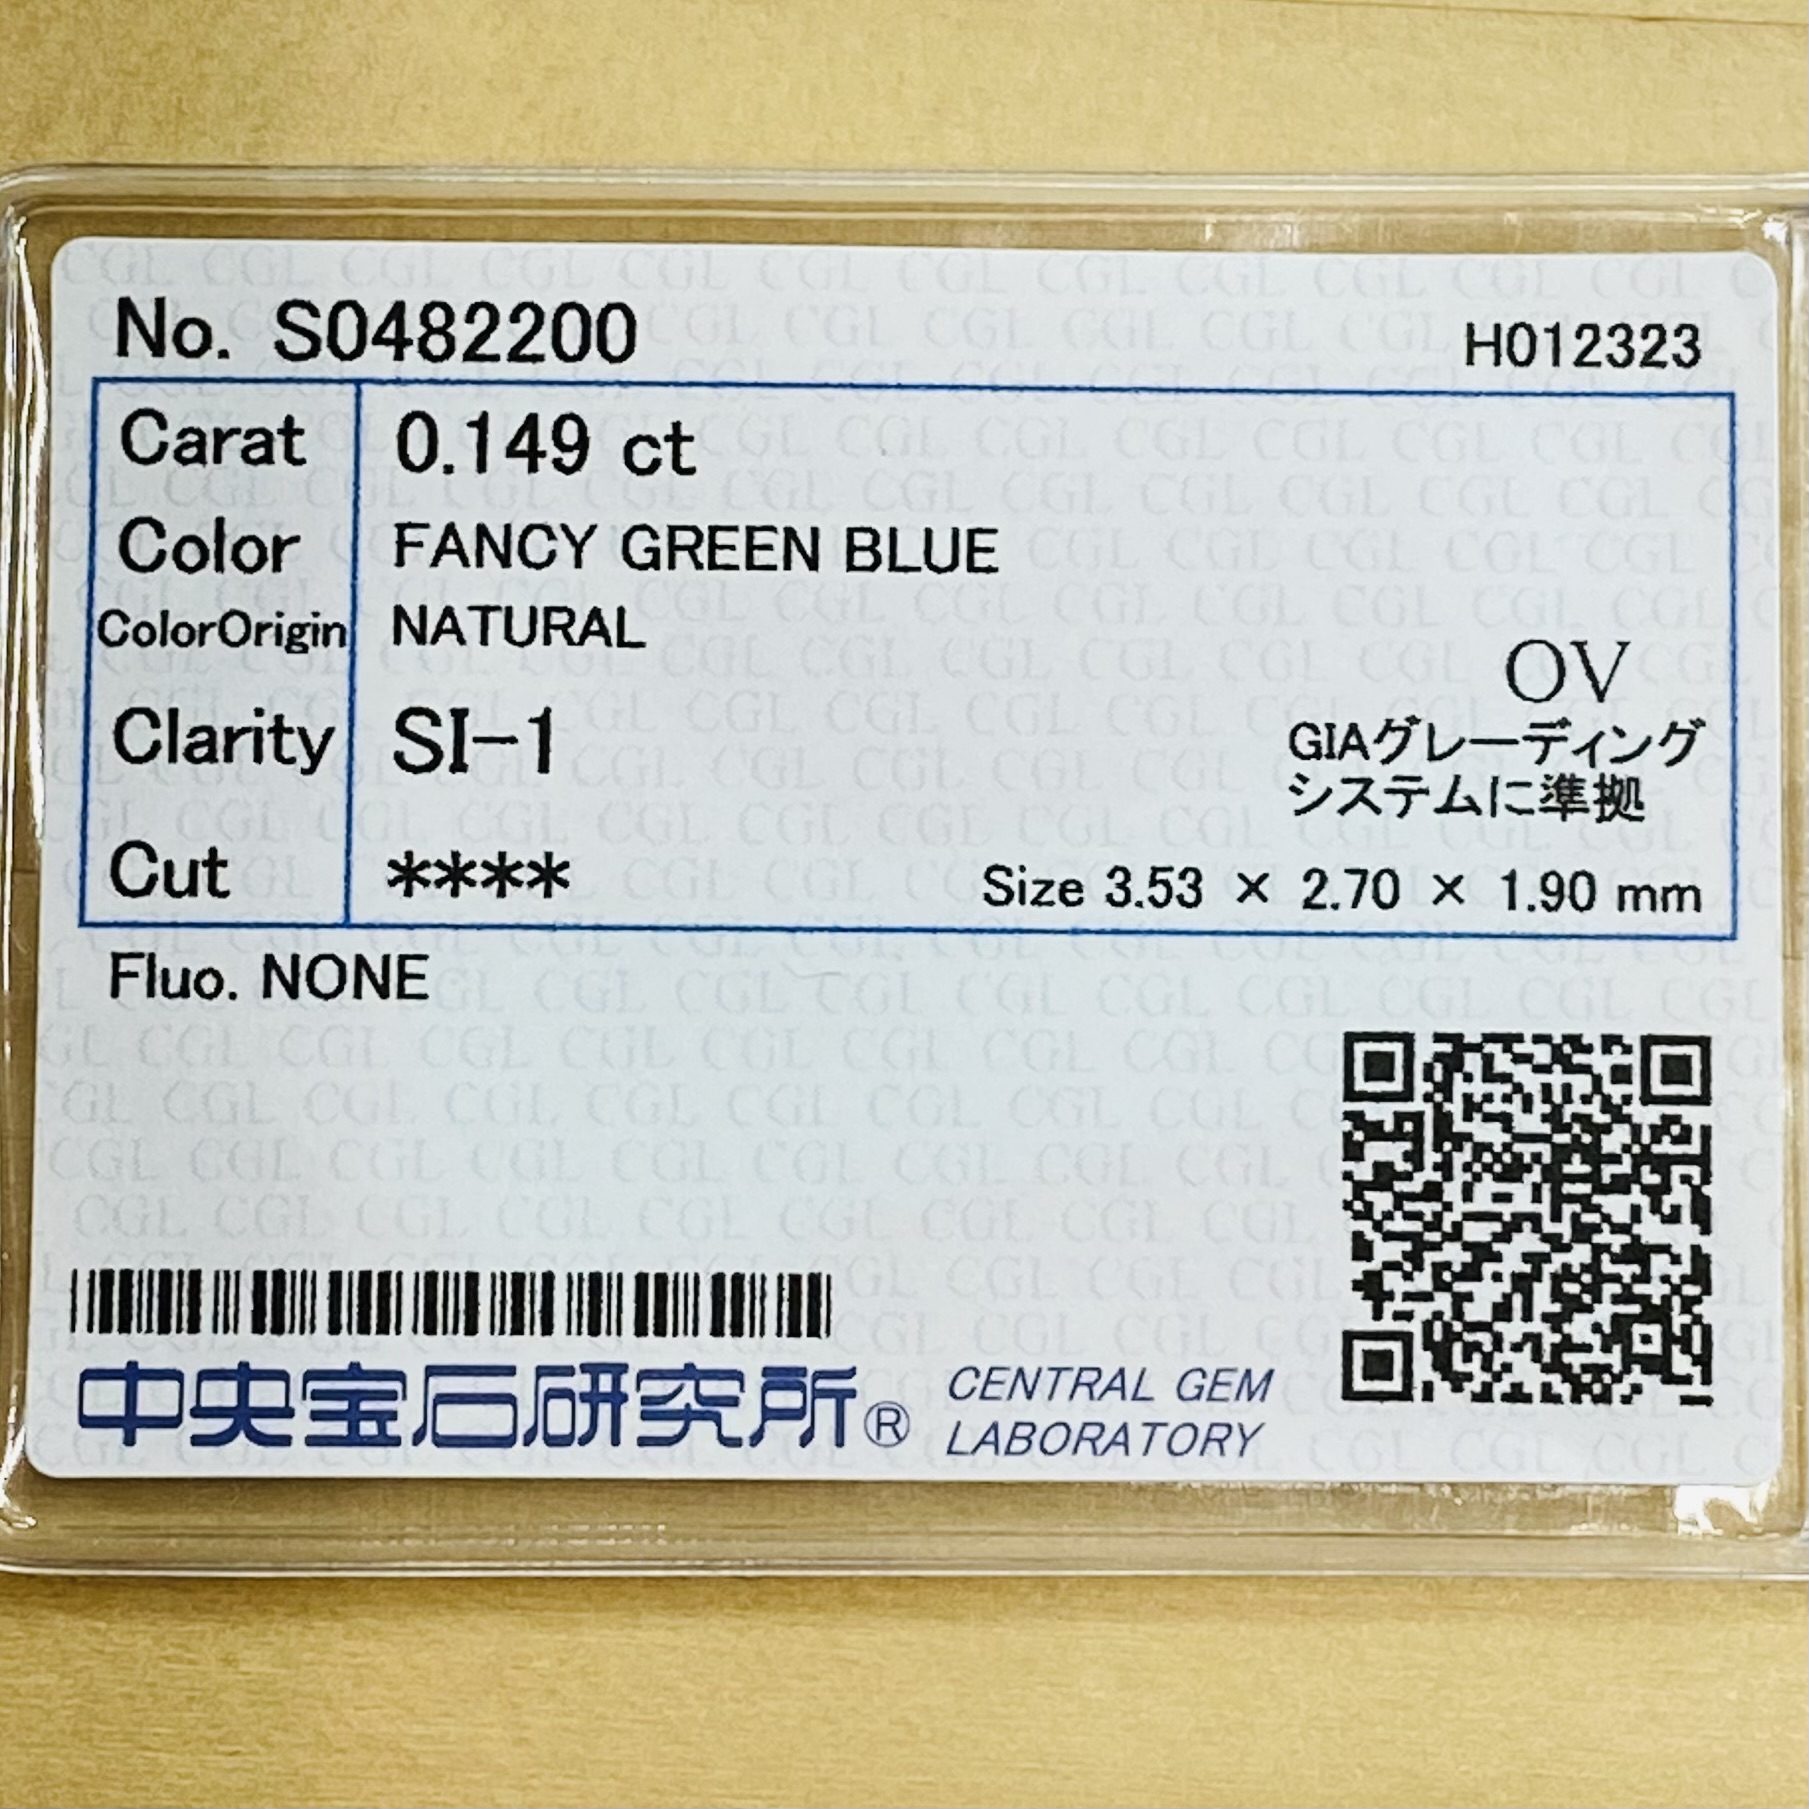 No. S0482200 H012323
Carat 0.149 ct
Color FANCY GREEN BLUE
ColorOrigin NATURAL
OV
Clarity SI-1
GIAグレーディング
システムに準拠
Cut ****
Size 3.53 × 2.70 × 1.90 mm
Fluo. NONE
中央宝石研究所® CENTRAL GEM
LABORATORY